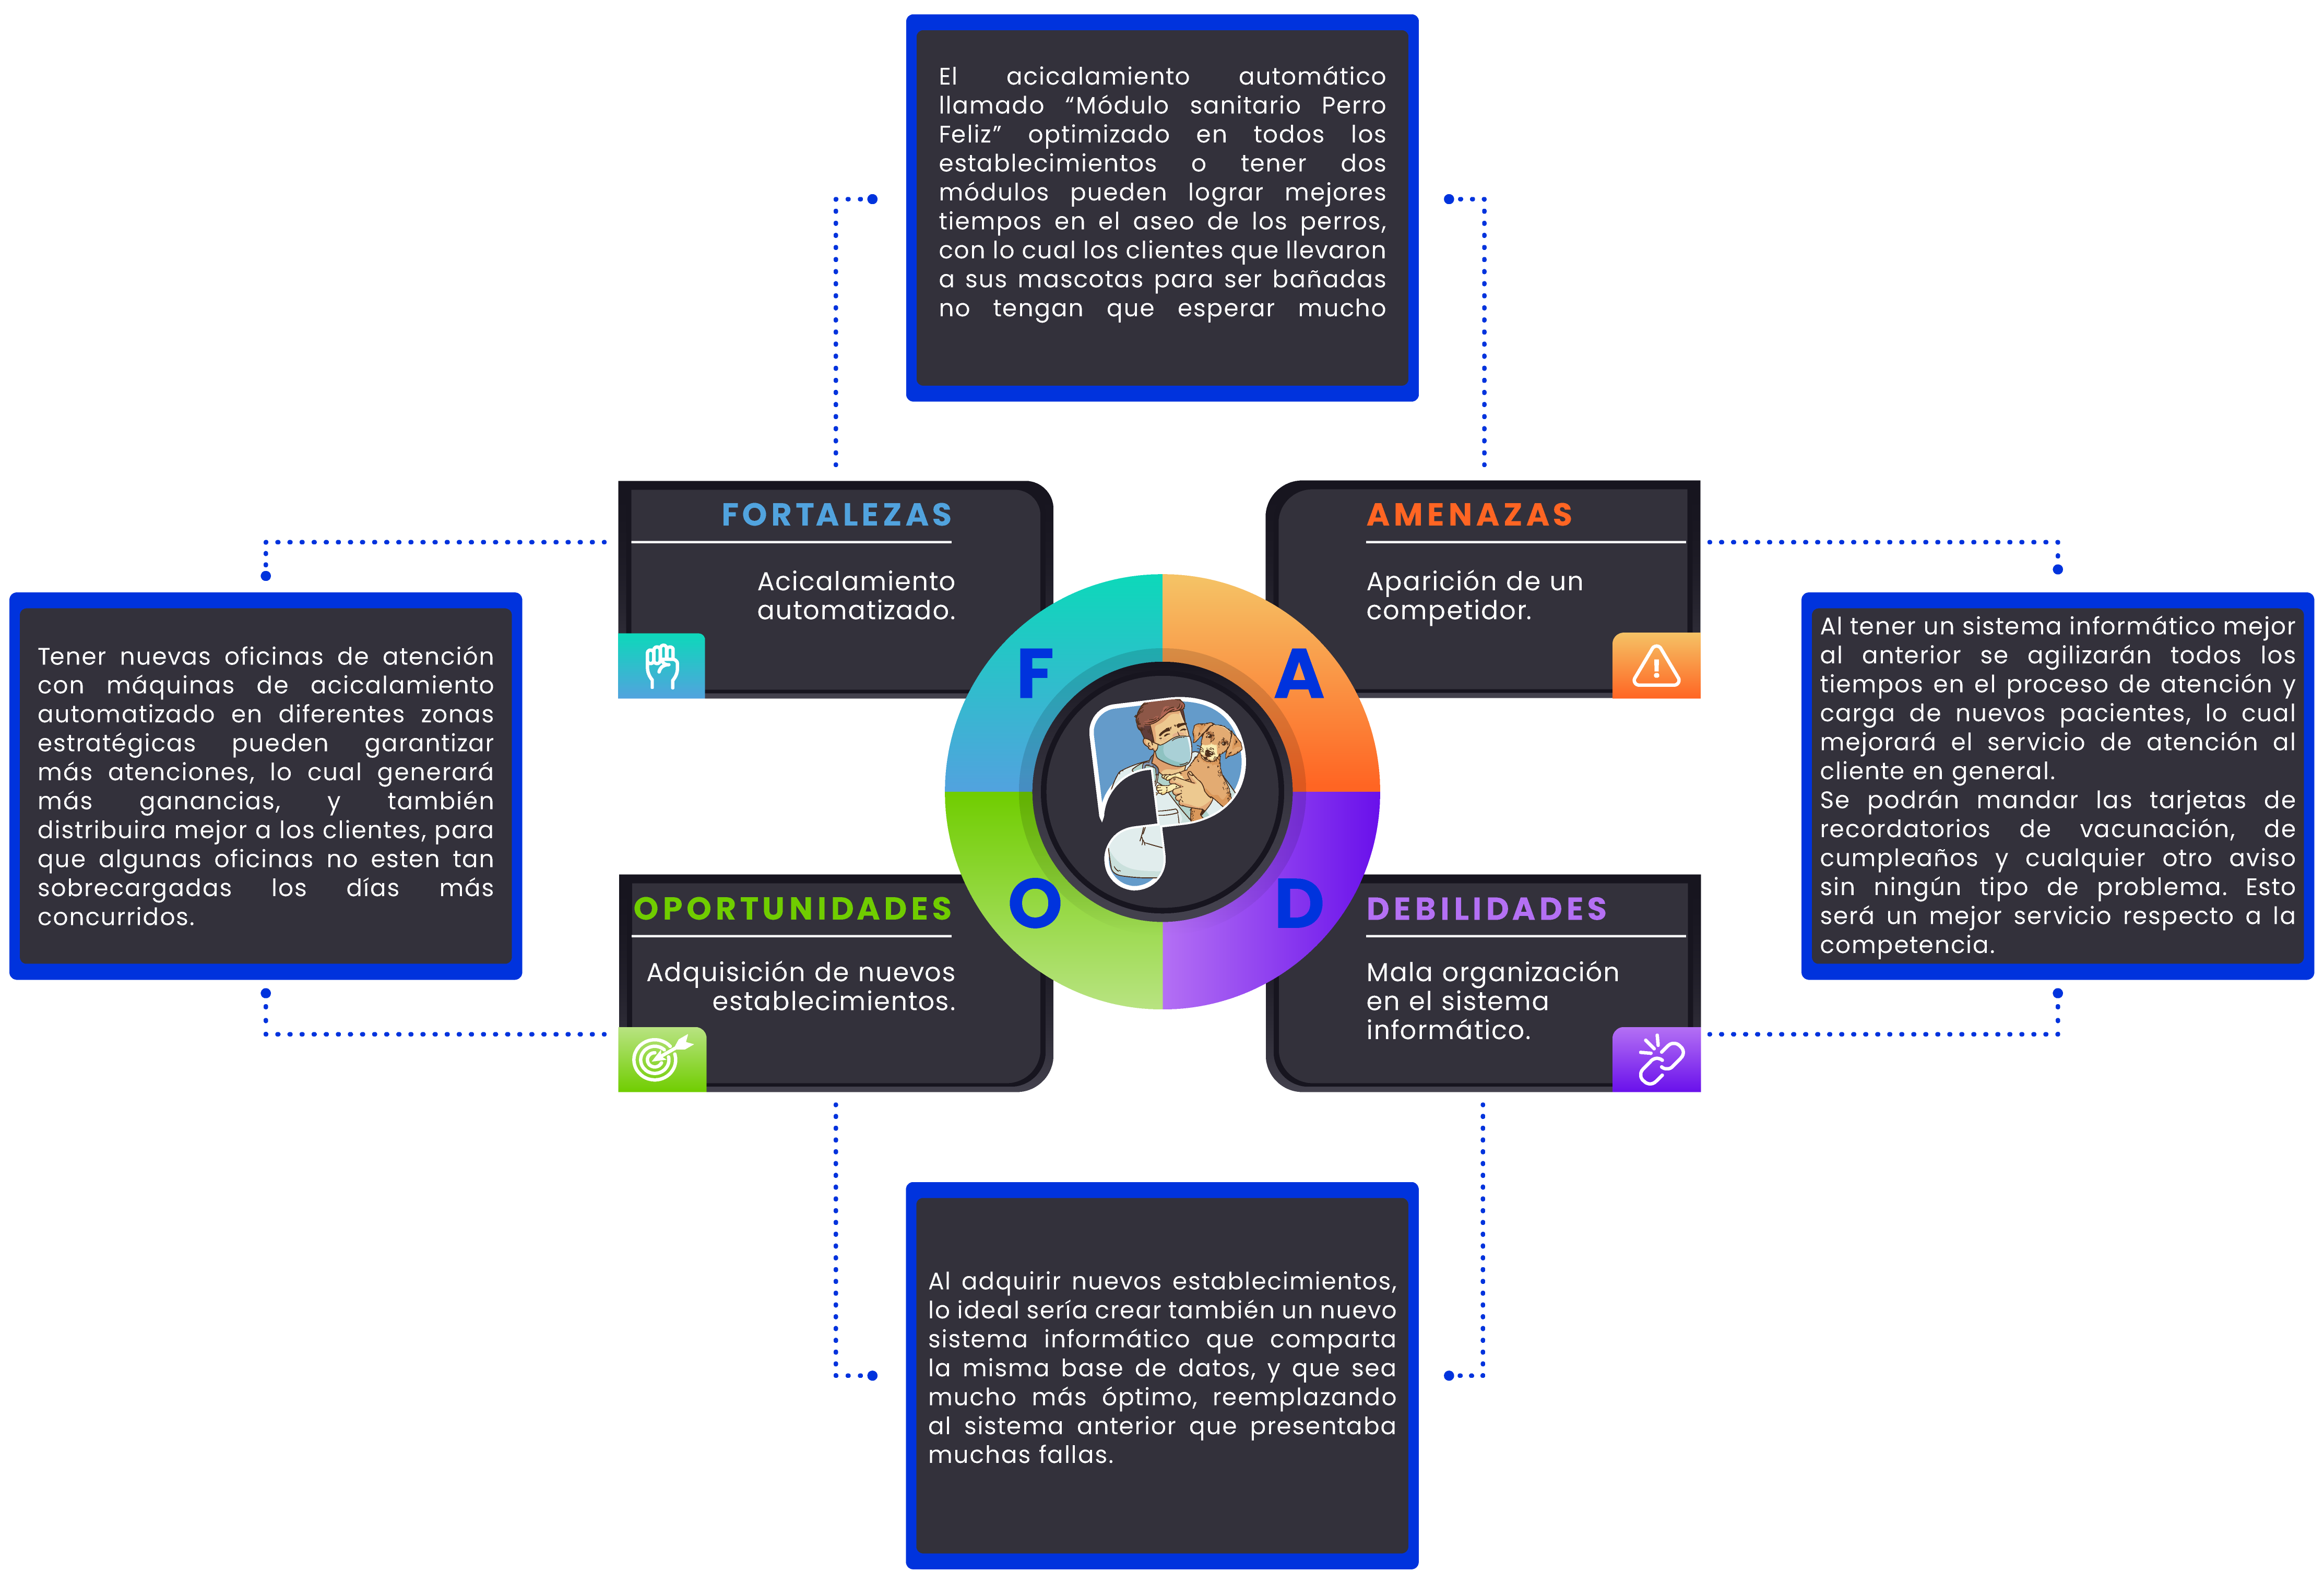 El acicalamiento automático
llamado “Módulo sanitario Perro
Feliz” optimizado en todos los
establecimientos o tener dos
módulos pueden lograr mejores
tiempos en el aseo de los perros,
con lo cual los clientes que llevaron
a sus mascotas para ser bañadas
no tengan que esperar mucho
FORTALEZAS
Acicalamiento
automatizado.
AMENAZAS
Aparición de un
competidor.
Tener nuevas oficinas de atención
con máquinas de acicalamiento
automatizado en diferentes zonas
estratégicas pueden garantizar
más atenciones, lo cual generará
más ganancias, y también
distribuira mejor a los clientes, para
que algunas oficinas no esten tan
sobrecargadas los días más
concurridos.
F
A
O
D
Al tener un sistema informático mejor
al anterior se agilizarán todos los
tiempos en el proceso de atención y
carga de nuevos pacientes, lo cual
mejorará el servicio de atención al
cliente en general.
Se podrán mandar las tarjetas de
recordatorios de vacunación, de
cumpleaños y cualquier otro aviso
sin ningún tipo de problema. Esto
será un mejor servicio respecto a la
competencia.
OPORTUNIDADES
Adquisición de nuevos
establecimientos.
DEBILIDADES
Mala organización
en el sistema
informático.
Al adquirir nuevos establecimientos,
lo ideal sería crear también un nuevo
sistema informático que comparta
la misma base de datos, y que sea
mucho más óptimo, reemplazando
al sistema anterior que presentaba
muchas fallas.